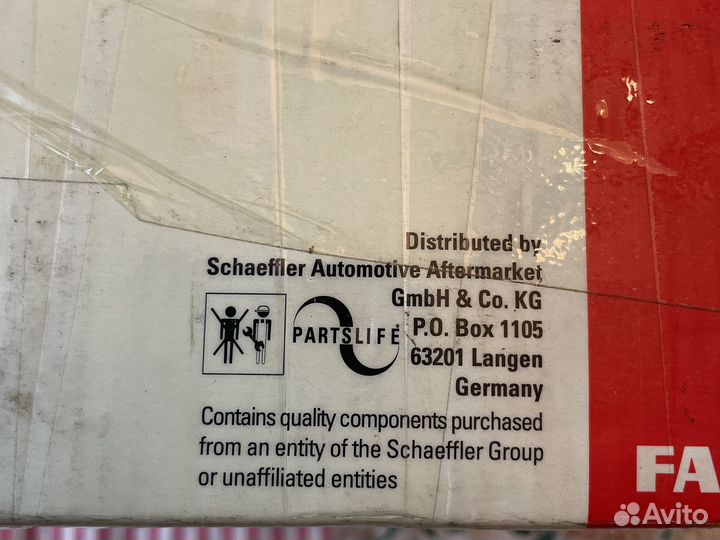 Distributed by
Schaeffler Automotive Aftermarket
GmbH & Co. KG
PARTSLIFE
P.O. Box 1105
63201 Langen
Germany
Contains quality components purchased
from an entity of the Schaeffler Group
or unaffiliated entities
FA
Avito